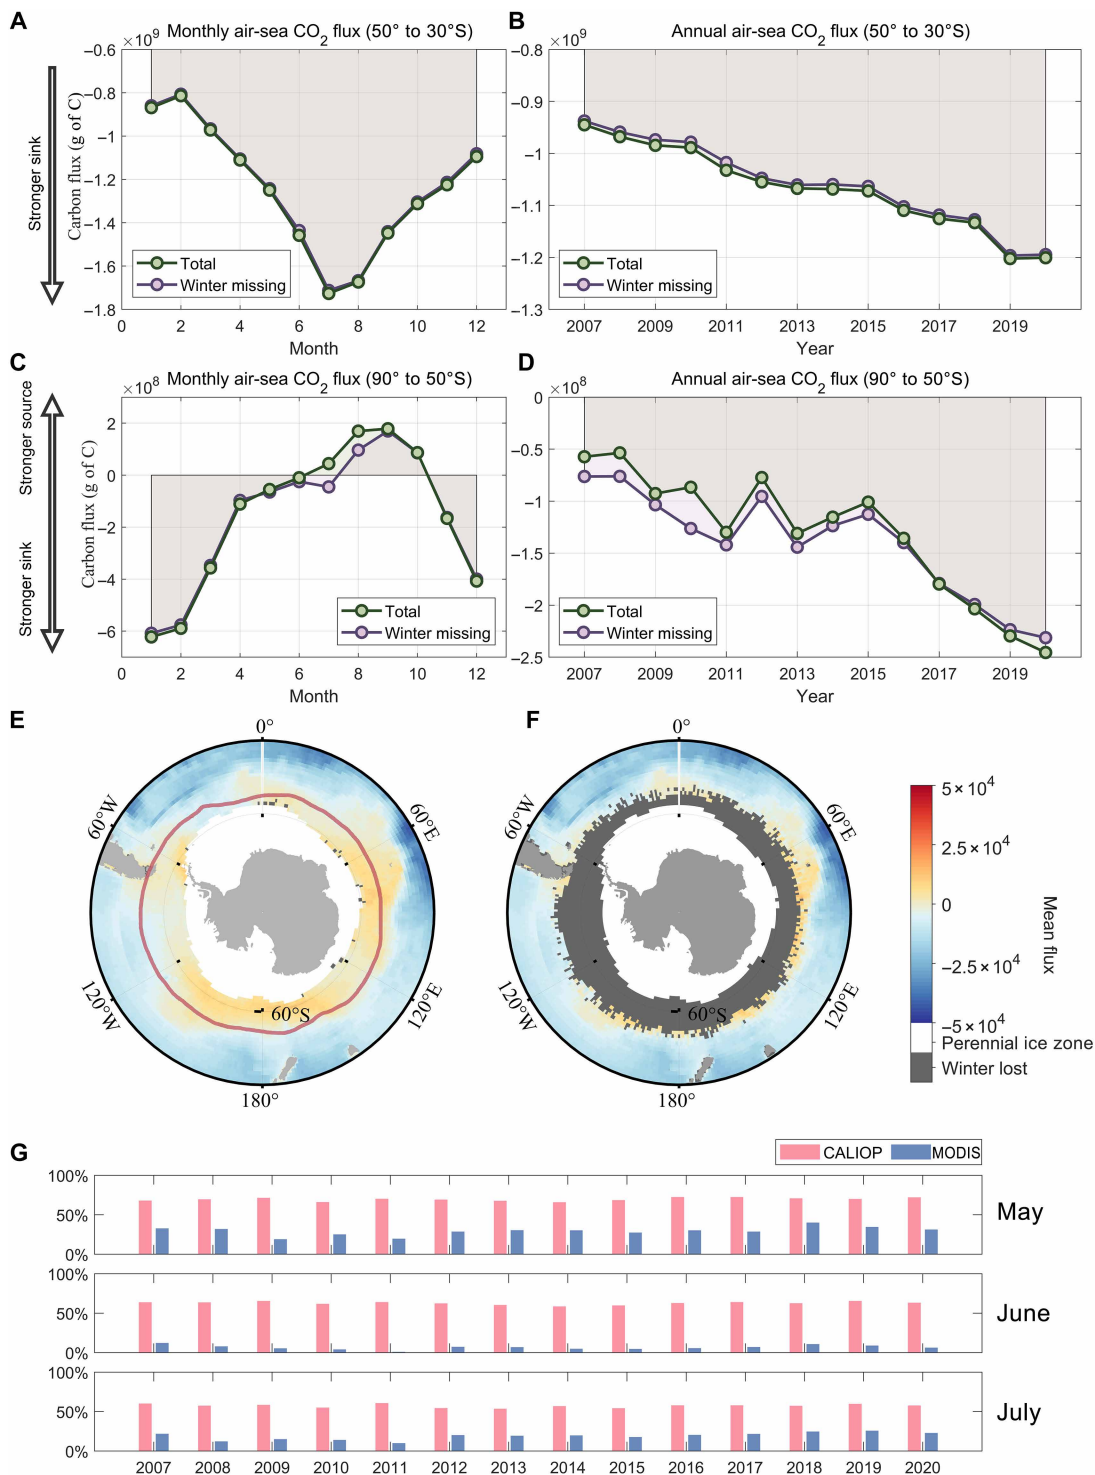 A
Monthly air-sea CO2 flux (50° to 30°S)
×10^9
−0.6
−0.8
−1
−1.2
−1.4
−1.6
−1.8
0 2 4 6 8 10 12
Month
Carbon flux (g of C)
Stronger sink
Total
Winter missing
B
Annual air-sea CO2 flux (50° to 30°S)
×10^9
−0.8
−0.9
−1
−1.1
−1.2
−1.3
2007 2009 2011 2013 2015 2017 2019
Year
Total
Winter missing
C
Monthly air-sea CO2 flux (90° to 50°S)
×10^8
2
0
−2
−4
−6
0 2 4 6 8 10 12
Month
Carbon flux (g of C)
Stronger source
Stronger sink
Total
Winter missing
D
Annual air-sea CO2 flux (90° to 50°S)
×10^8
0
−0.5
−1
−1.5
−2
−2.5
2007 2009 2011 2013 2015 2017 2019
Year
Total
Winter missing
E
0°
60°W
60°E
120°W
120°E
60°S
180°
F
0°
60°W
60°E
120°W
120°E
60°S
180°
5×10^4
2.5×10^4
0
−2.5×10^4
−5×10^4
Mean flux
Perennial ice zone
Winter lost
G
CALIOP MODIS
100%
50%
0%
May
100%
50%
0%
June
100%
50%
0%
July
2007 2008 2009 2010 2011 2012 2013 2014 2015 2016 2017 2018 2019 2020